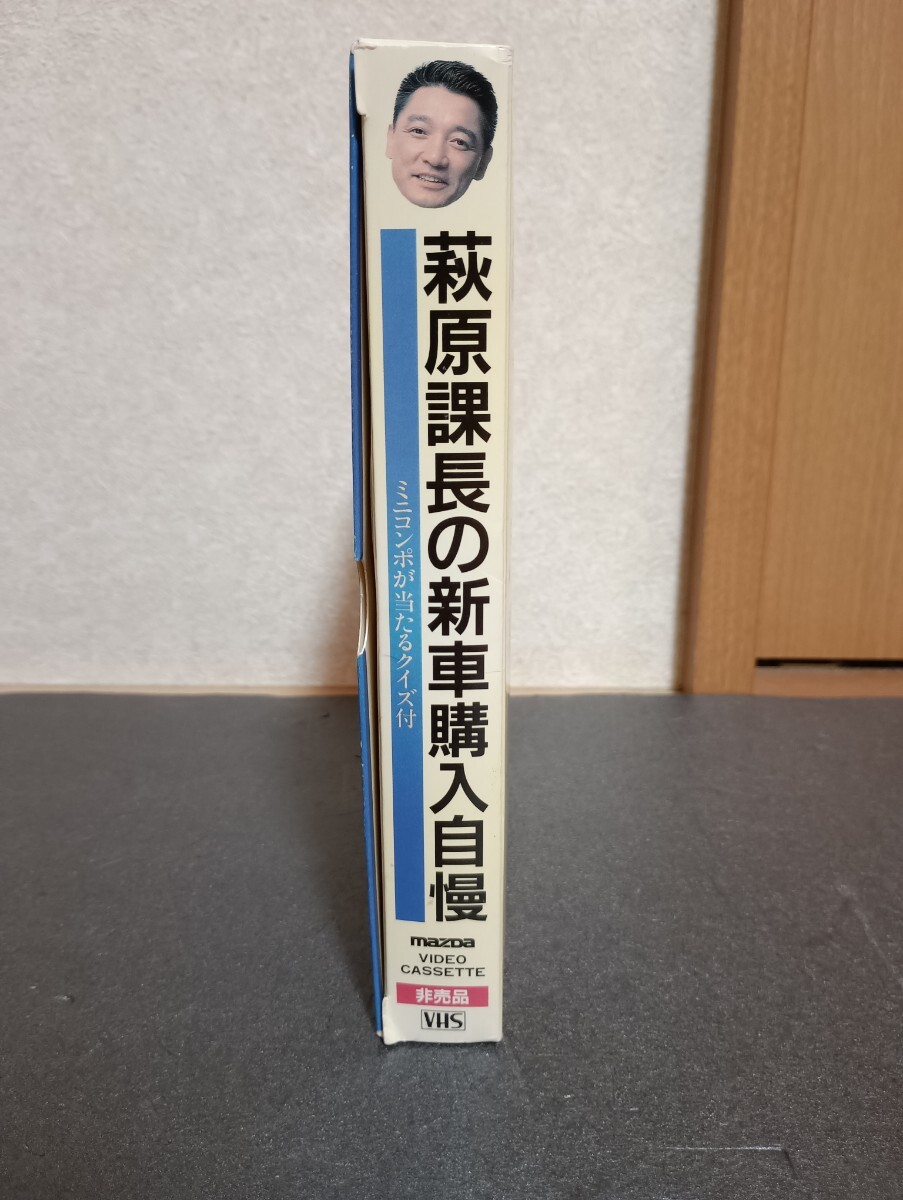 萩原課長の新車購入自慢
ミニコンポが当たるクイズ付
mazda
VIDEO
CASSETTE
非売品
VHS